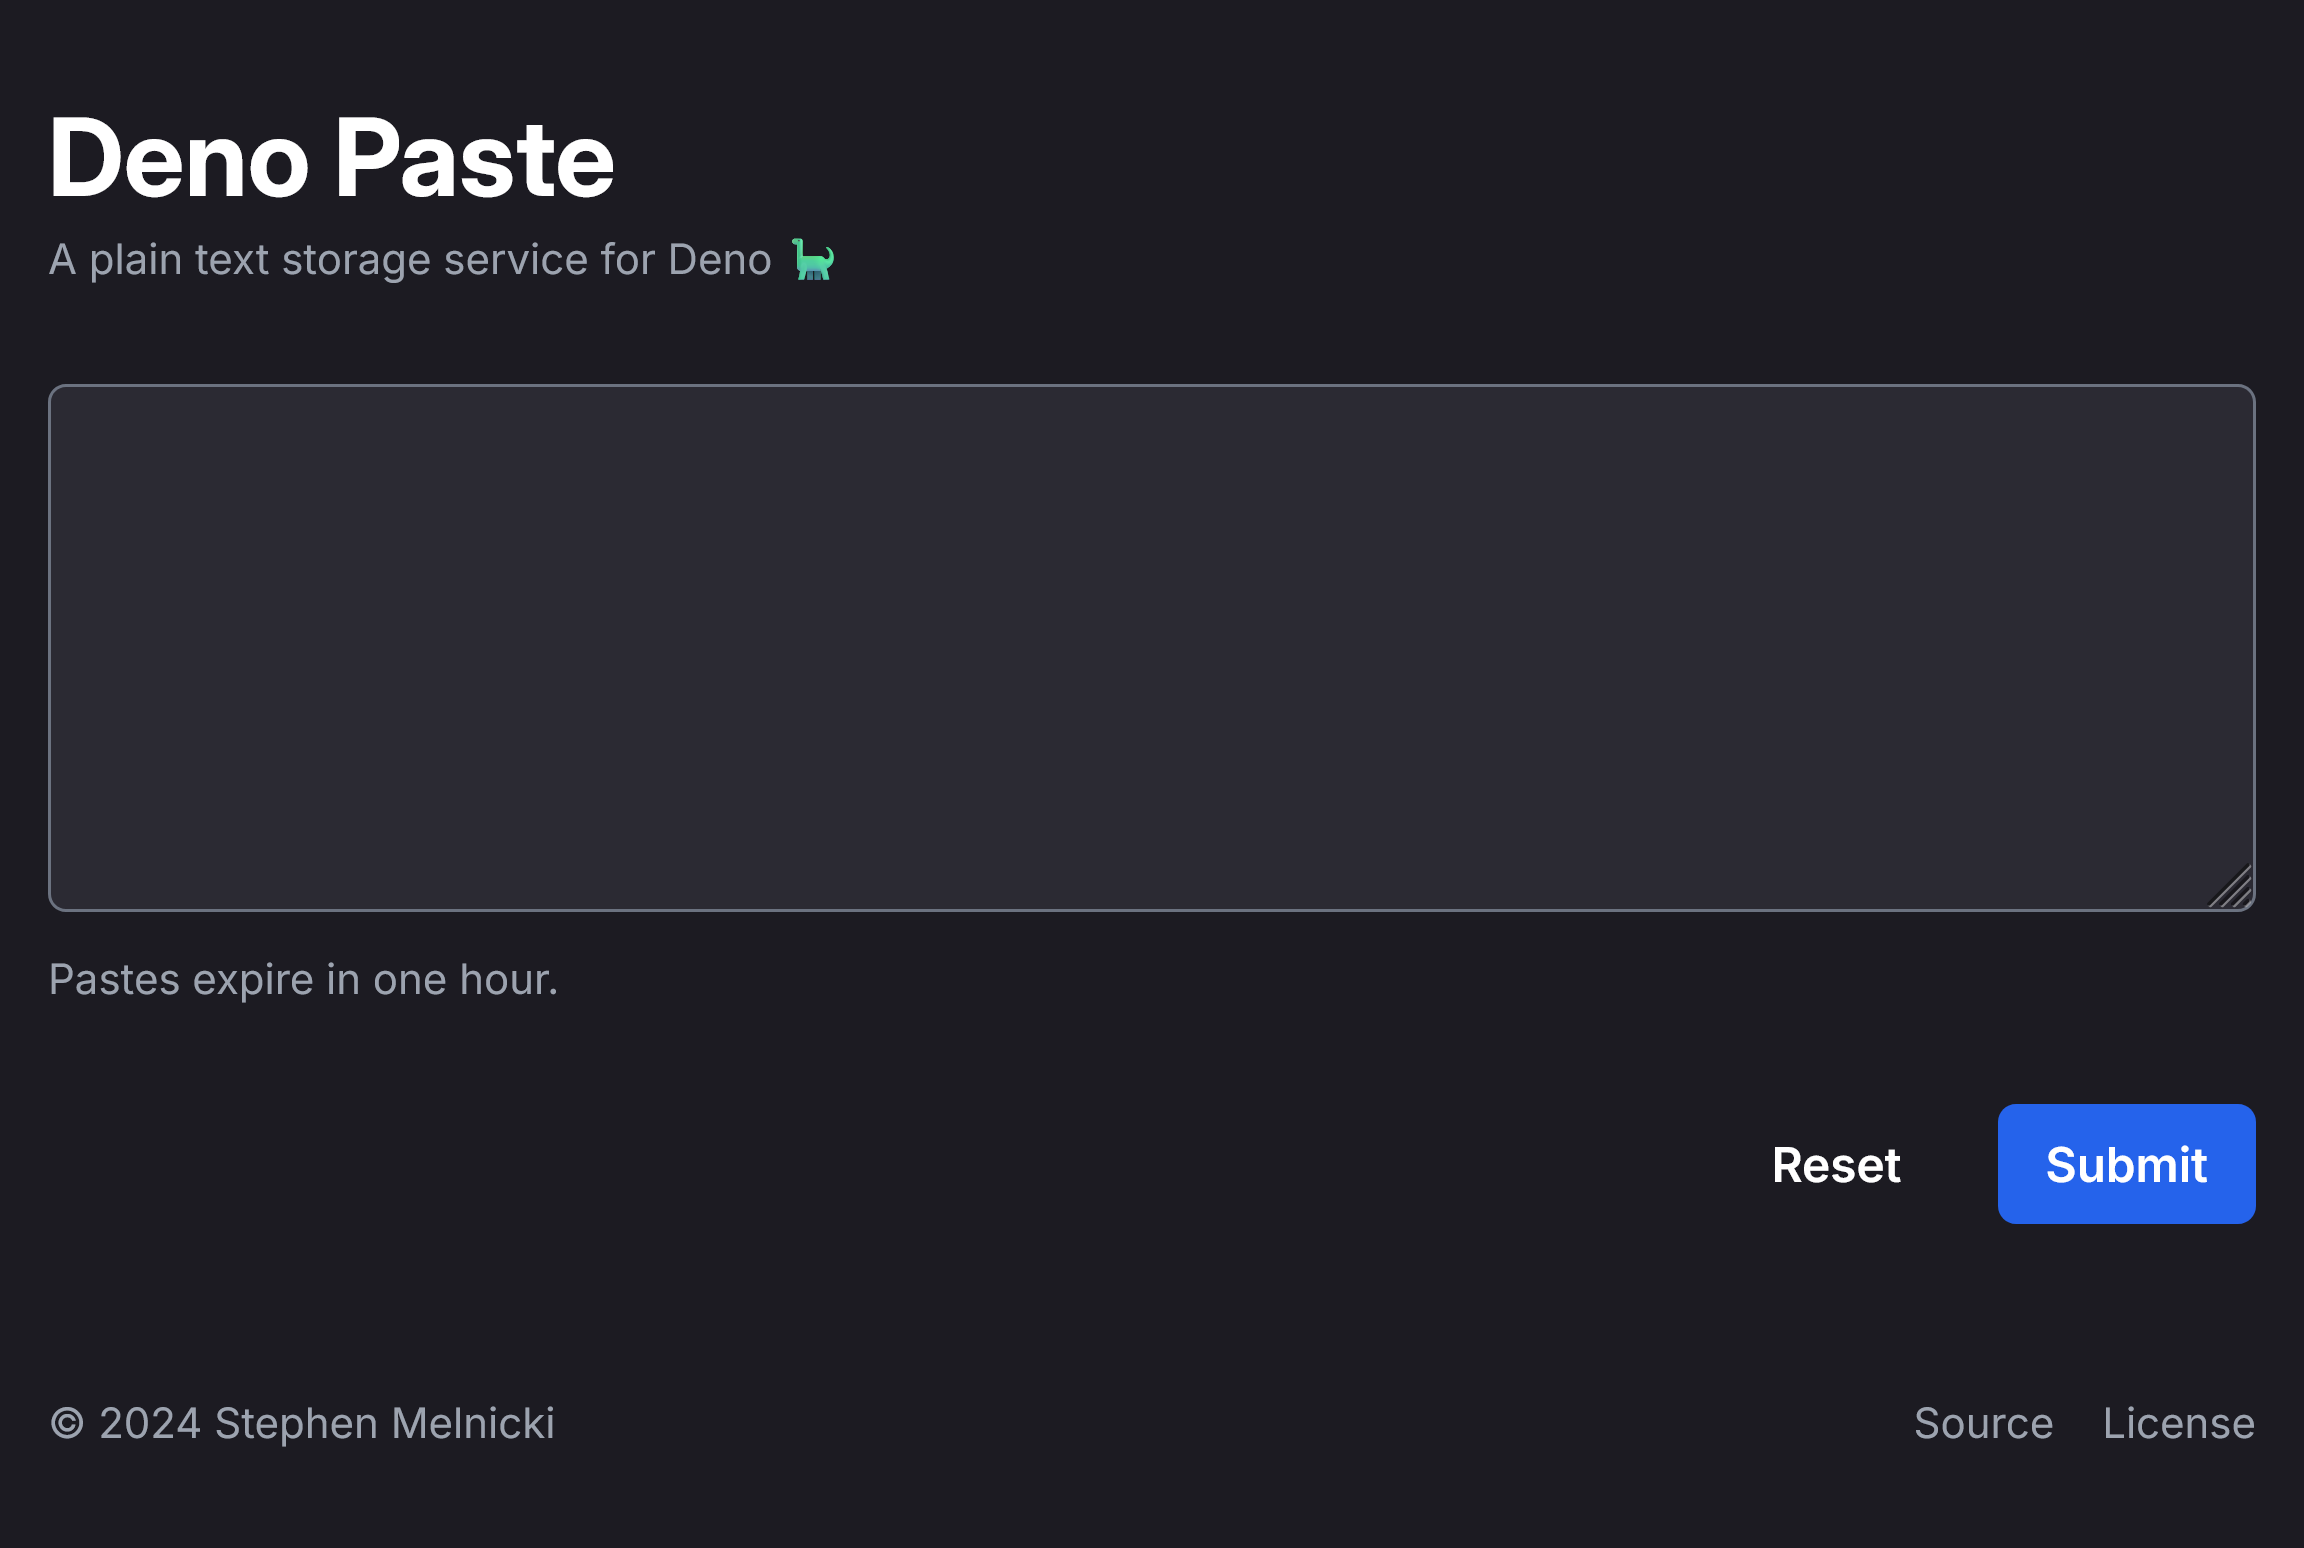 Deno Paste
A plain text storage service for Deno 🦕
Pastes expire in one hour.
Reset Submit
© 2024 Stephen Melnicki Source License